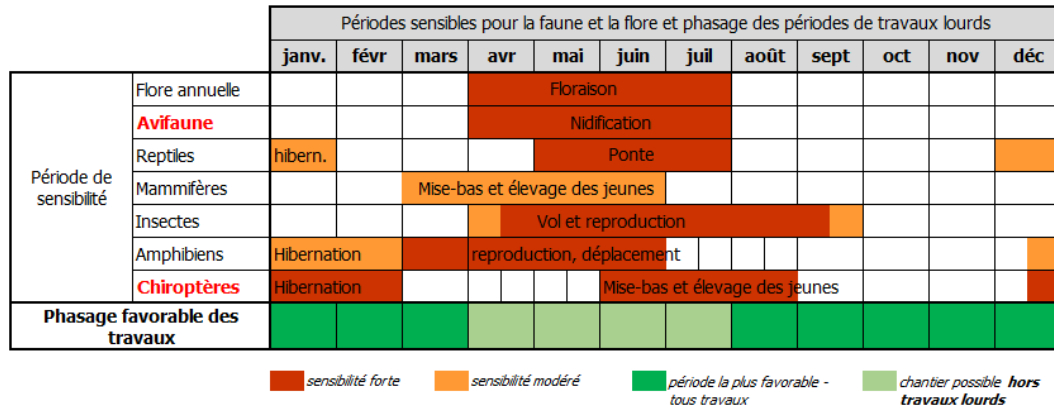 Périodes sensibles pour la faune et la flore et phasage des périodes de travaux lourds
janv. févr mars avr mai juin juil août sept oct nov déc
Période de sensibilité
Flore annuelle Floraison
Avifaune Nidification
Reptiles hibern. Ponte
Mammifères Mise-bas et élevage des jeunes
Insectes Vol et reproduction
Amphibiens Hibernation reproduction, déplacement
Chiroptères Hibernation Mise-bas et élevage des jeunes
Phasage favorable des
travaux
sensibilité forte sensibilité modéré période la plus favorable - chantier possible hors
tous travaux travaux lourds